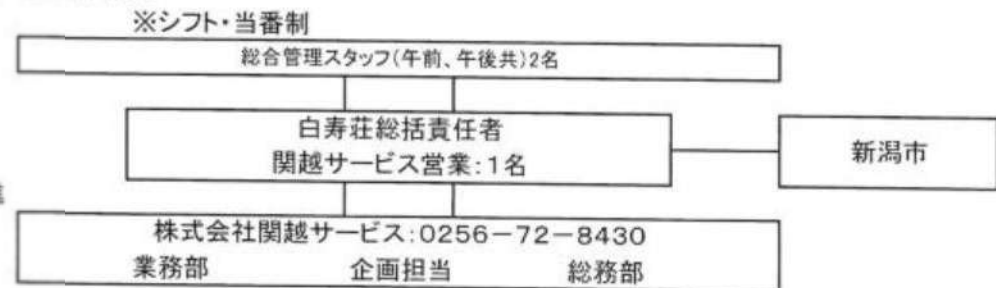 ※シフト・当番制
総合管理スタッフ(午前、午後共)2名
白寿荘総括責任者
関越サービス営業:1名
新潟市
株式会社関越サービス:0256-72-8430
業務部 企画担当 総務部